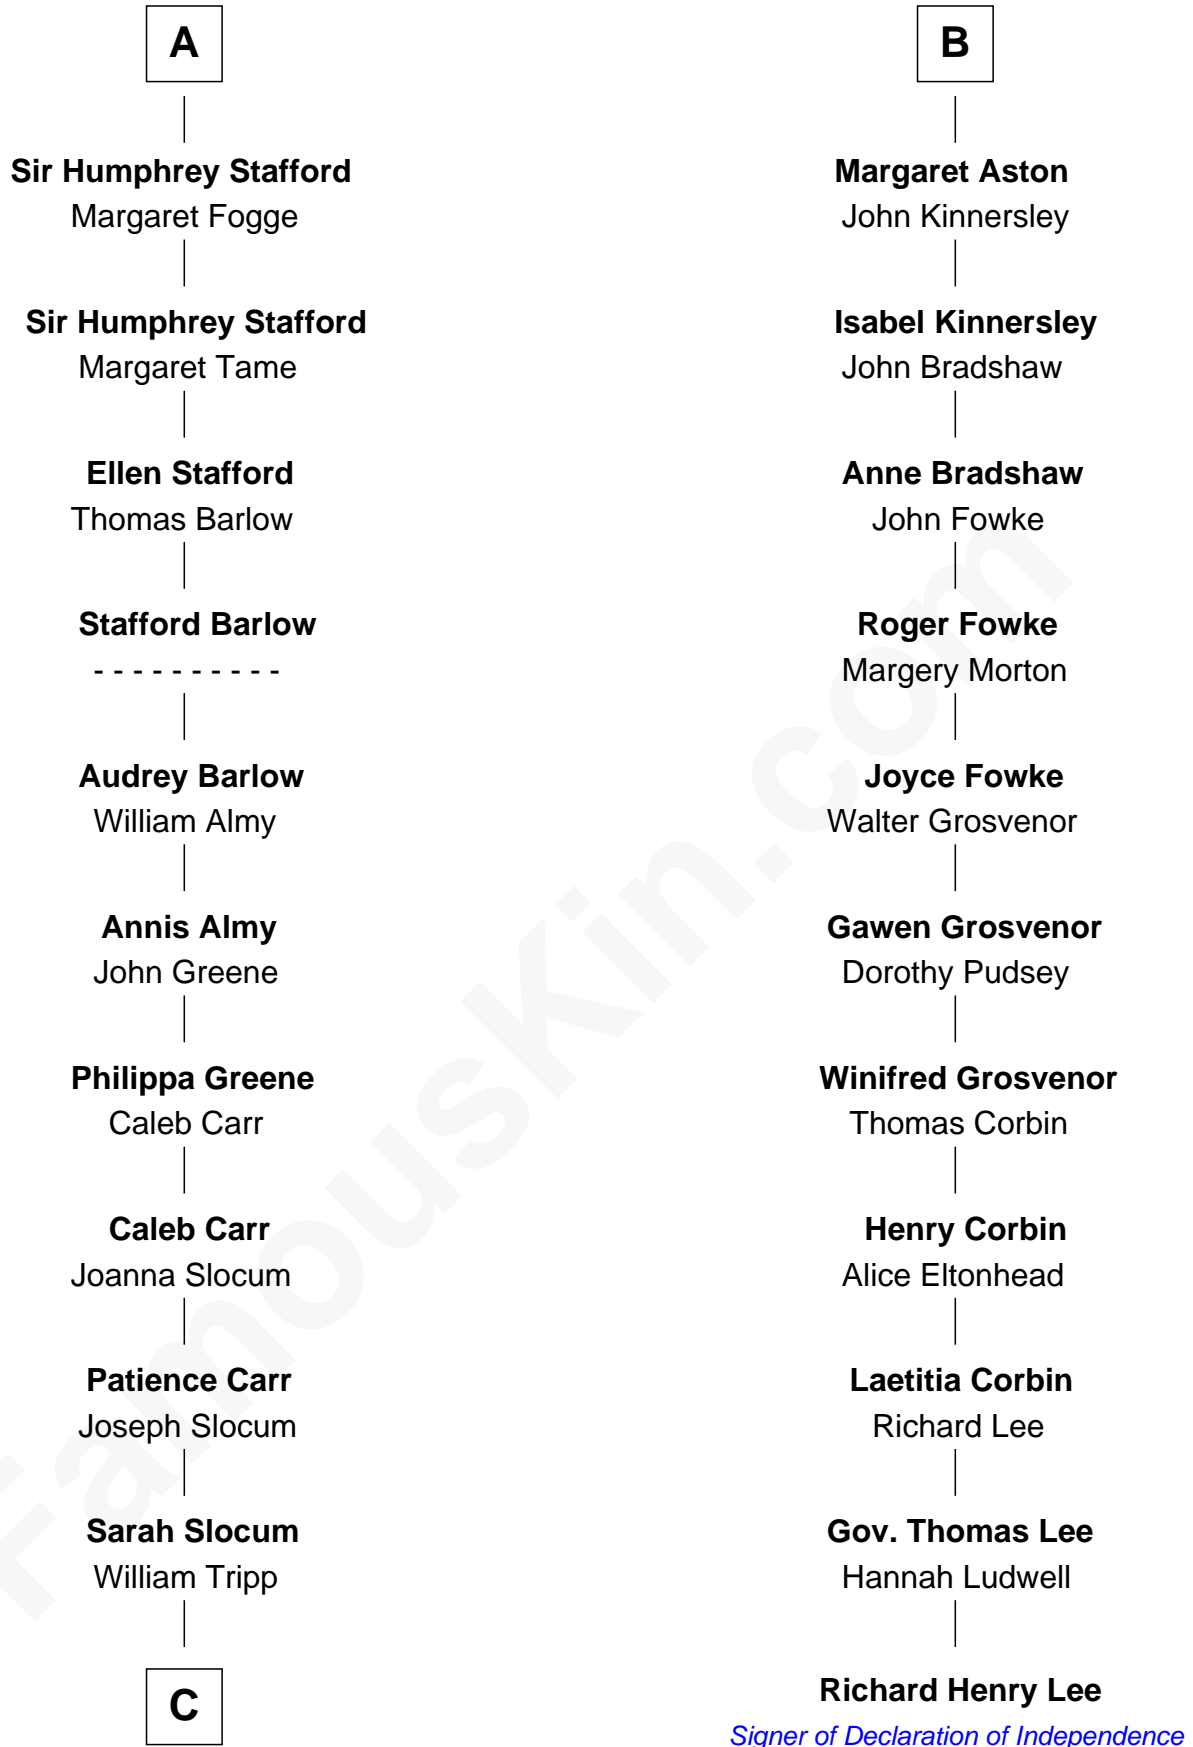 A
Sir Humphrey Stafford
Margaret Fogge
Sir Humphrey Stafford
Margaret Tame
Ellen Stafford
Thomas Barlow
Stafford Barlow
- - - - - - - - - -
Audrey Barlow
William Almy
Annis Almy
John Greene
Philippa Greene
Caleb Carr
Caleb Carr
Joanna Slocum
Patience Carr
Joseph Slocum
Sarah Slocum
William Tripp
C
B
Margaret Aston
John Kinnersley
Isabel Kinnersley
John Bradshaw
Anne Bradshaw
John Fowke
Roger Fowke
Margery Morton
Joyce Fowke
Walter Grosvenor
Gawen Grosvenor
Dorothy Pudsey
Winifred Grosvenor
Thomas Corbin
Henry Corbin
Alice Eltonhead
Laetitia Corbin
Richard Lee
Gov. Thomas Lee
Hannah Ludwell
Richard Henry Lee
Signer of Declaration of Independence
FamousKin.com